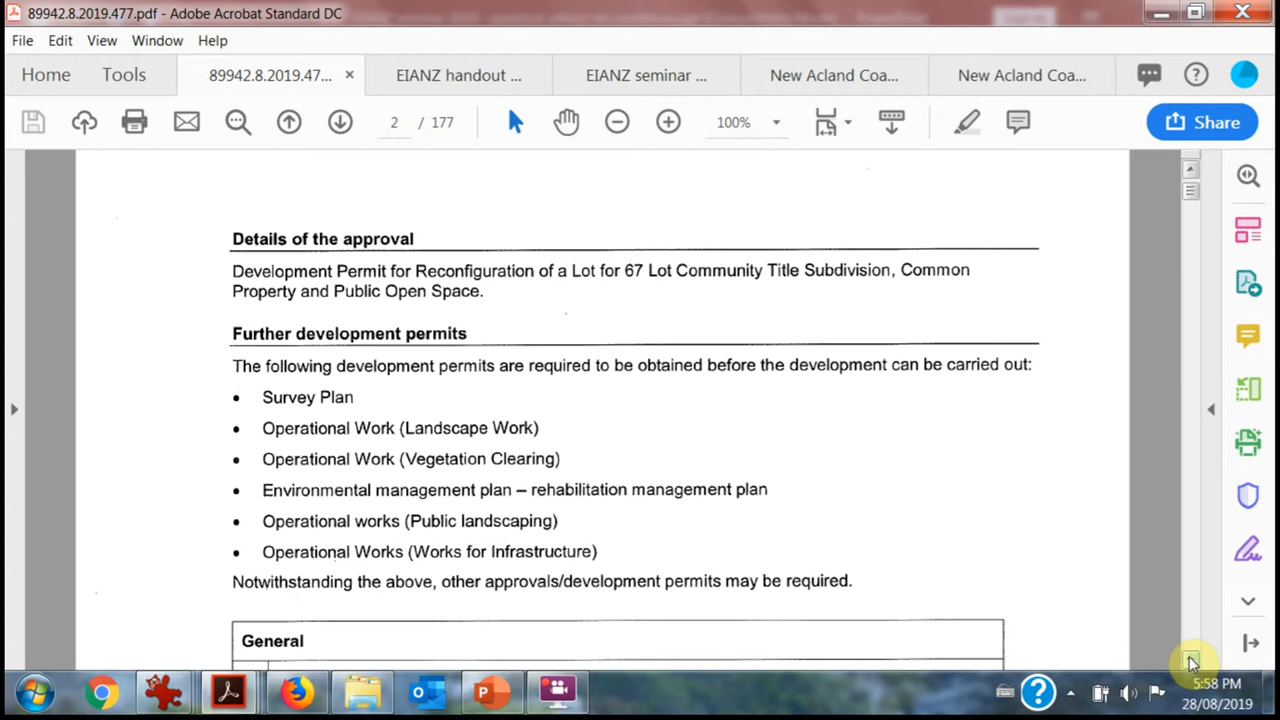 89942.8.2019.477.pdf - Adobe Acrobat Standard DC
File Edit View Window Help
Home Tools 89942.8.2019.47... × EIANZ handout ... EIANZ seminar ... New Acland Coa... New Acland Coa...
2 / 177 100% Share
Details of the approval
Development Permit for Reconfiguration of a Lot for 67 Lot Community Title Subdivision, Common
Property and Public Open Space.
Further development permits
The following development permits are required to be obtained before the development can be carried out:
• Survey Plan
• Operational Work (Landscape Work)
• Operational Work (Vegetation Clearing)
• Environmental management plan – rehabilitation management plan
• Operational works (Public landscaping)
• Operational Works (Works for Infrastructure)
Notwithstanding the above, other approvals/development permits may be required.
General
5:58 PM
28/08/2019